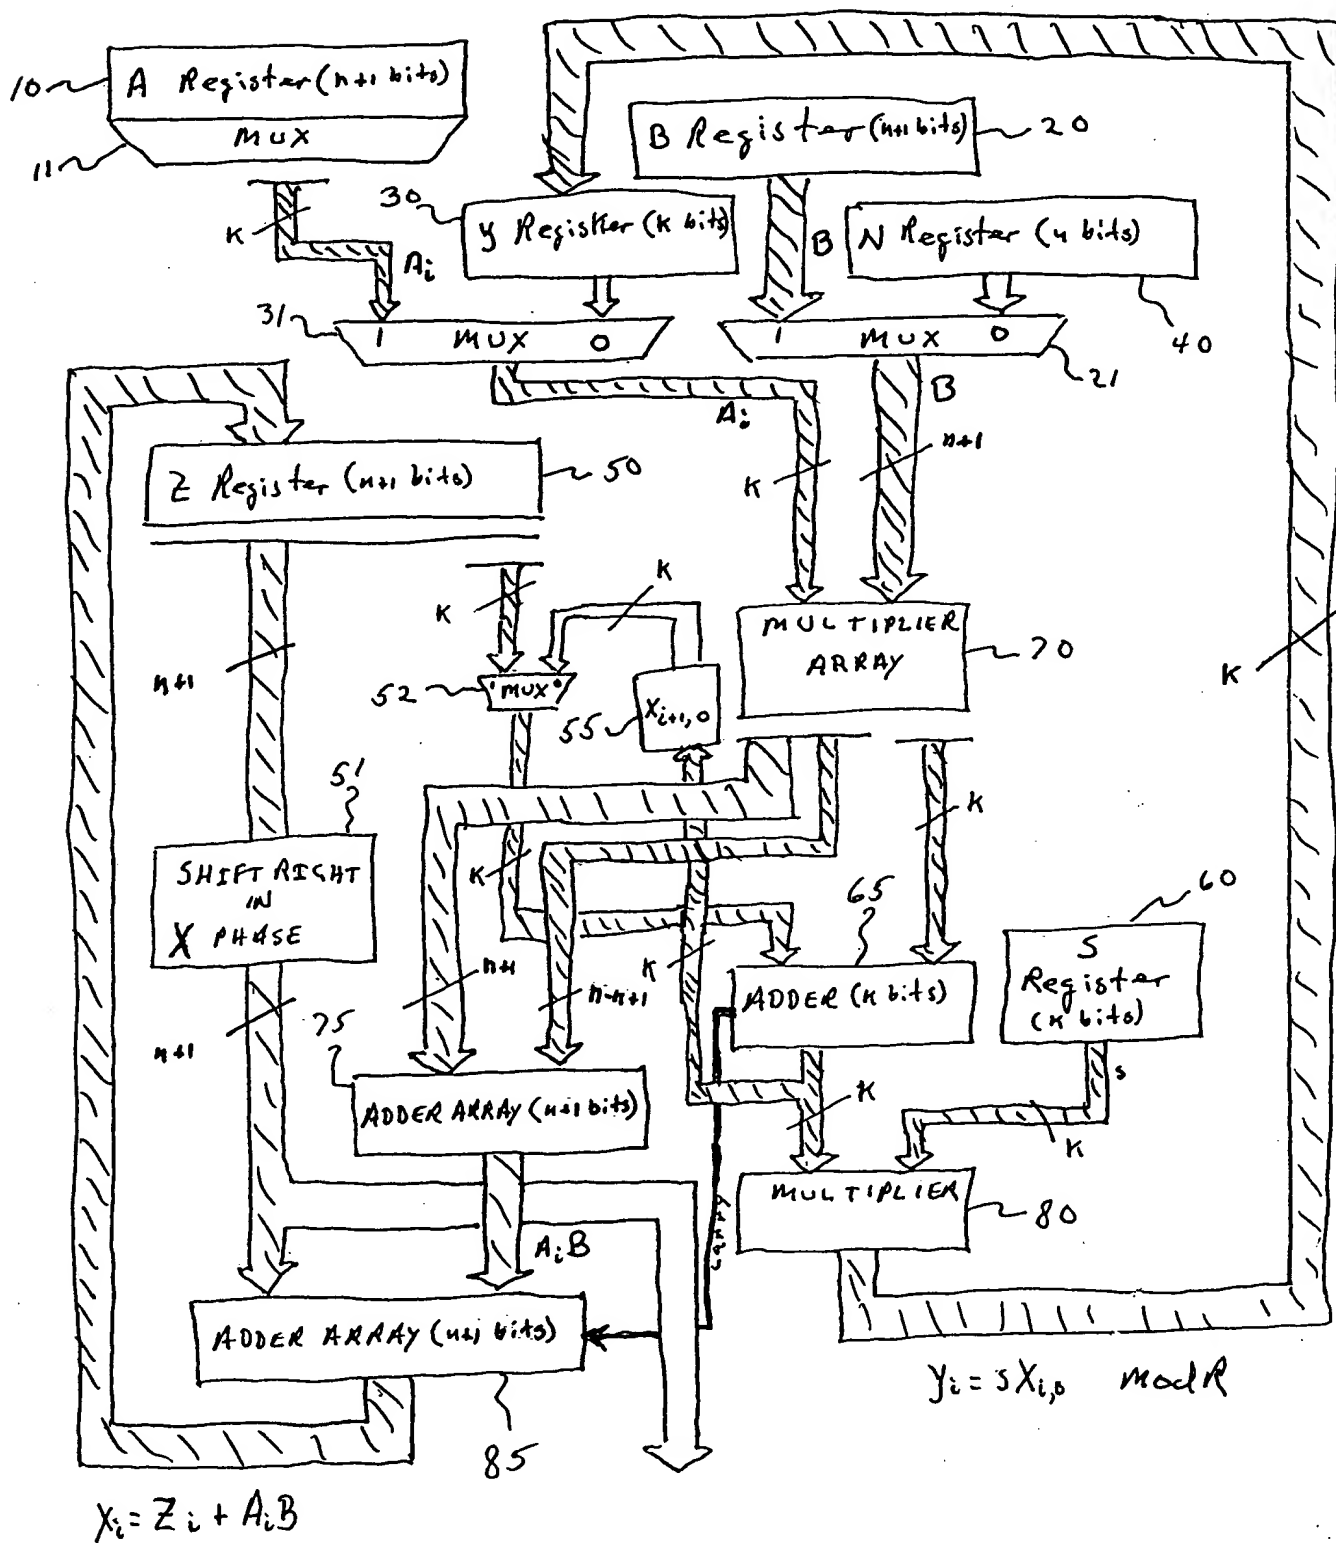 10
A Register (n+1 bits)
MUX
11
B Register (n+1 bits)
20
30
y Register (k bits)
N Register (n bits)
K
Ai
B
40
31
1 MUX 0
1 MUX 0
21
Ai
B
Z Register (n+1 bits)
50
K
n+1
K
K
n+1
52
1 MUX 0
55
Xi+1,0
MULTIPLIER
ARRAY
70
K
51
SHIFT RIGHT
IN
X PHASE
K
K
65
60
n+1
n+1
n-k+1
K
ADDER (k bits)
S
Register
(k bits)
75
ADDER ARRAY (n+1 bits)
K
s
K
carry
MULTIPLIER
80
AiB
ADDER ARRAY (n+1 bits)
85
yi = sXi,0 mod R
Xi = Zi + AiB